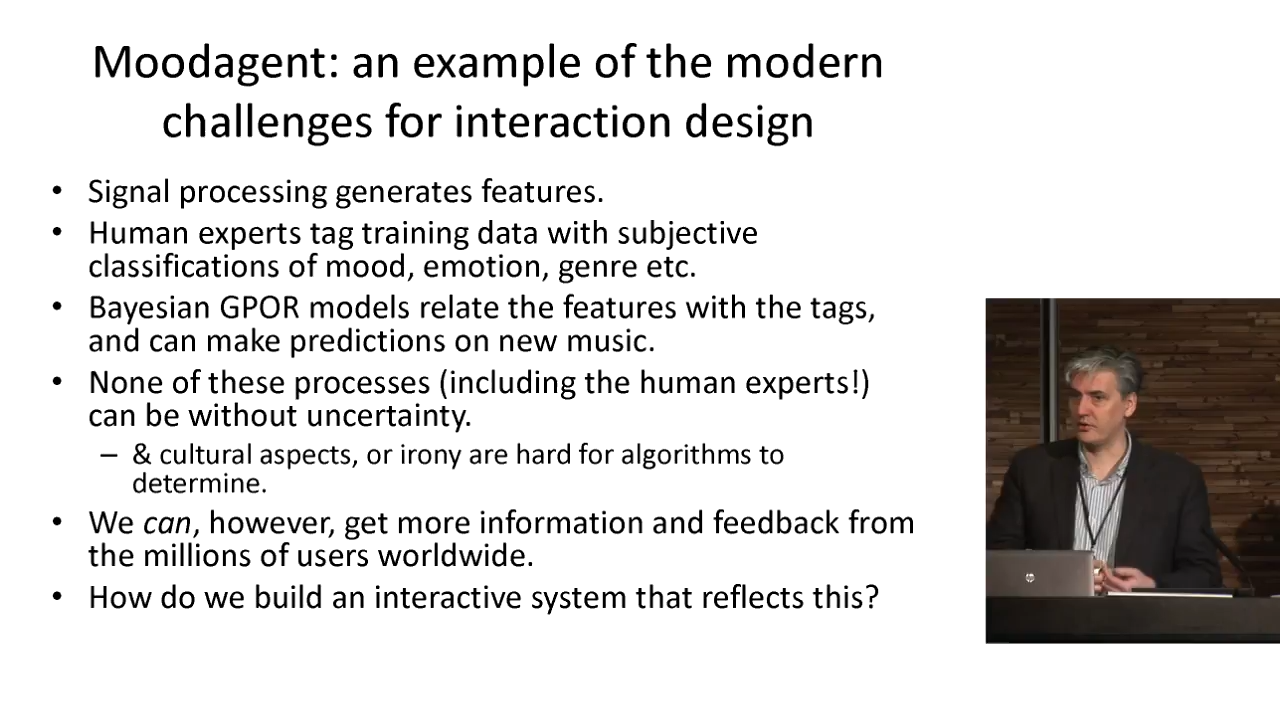 Moodagent: an example of the modern
challenges for interaction design
• Signal processing generates features.
• Human experts tag training data with subjective
classifications of mood, emotion, genre etc.
• Bayesian GPOR models relate the features with the tags,
and can make predictions on new music.
• None of these processes (including the human experts!)
can be without uncertainty.
– & cultural aspects, or irony are hard for algorithms to
determine.
• We can, however, get more information and feedback from
the millions of users worldwide.
• How do we build an interactive system that reflects this?
hp